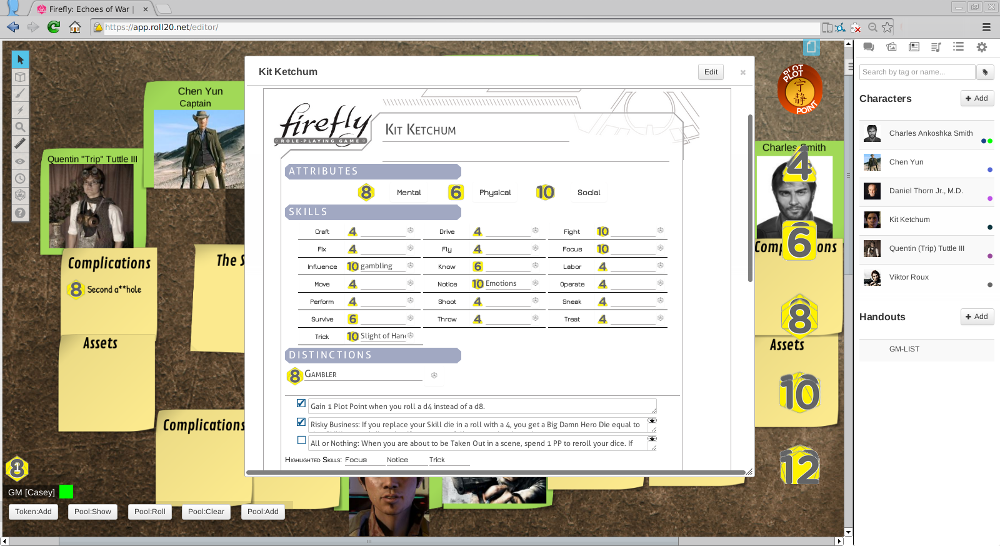 Firefly: Echoes of War |
https://app.roll20.net/editor/
Kit Ketchum
Edit
firefly
ROLE-PLAYING GAME
KIT KETCHUM
ATTRIBUTES
8 Mental 6 Physical 10 Social
SKILLS
Craft 4 Drive 4 Fight 10
Fix 4 Fly 4 Focus 10
Influence 10 gambling Know 6 Labor 4
Move 4 Notice 10 Emotions Operate 4
Perform 4 Shoot 4 Sneak 4
Survive 6 Throw 4 Treat 4
Trick 10 Slight of Han
DISTINCTIONS
8 GAMBLER
Gain 1 Plot Point when you roll a d4 instead of a d8.
Risky Business: If you replace your Skill die in a roll with a 4, you get a Big Damn Hero Die equal to
All or Nothing: When you are about to be Taken Out in a scene, spend 1 PP to reroll your dice. If
HIGHLIGHTED SKILLS: Focus Notice Trick
Chen Yun
Captain
Quentin "Trip" Tuttle III
Complications
8 Second a**hole
The S
Assets
Complications
GM [Casey]
Token:Add
Pool:Show
Pool:Roll
Pool:Clear
Pool:Add
PLOT
POINT
Charles Smith
4
6
8
10
12
Assets
Search by tag or name...
Characters
+ Add
Charles Ankoshka Smith
Chen Yun
Daniel Thorn Jr., M.D.
Kit Ketchum
Quentin (Trip) Tuttle III
Viktor Roux
Handouts
+ Add
GM-LIST